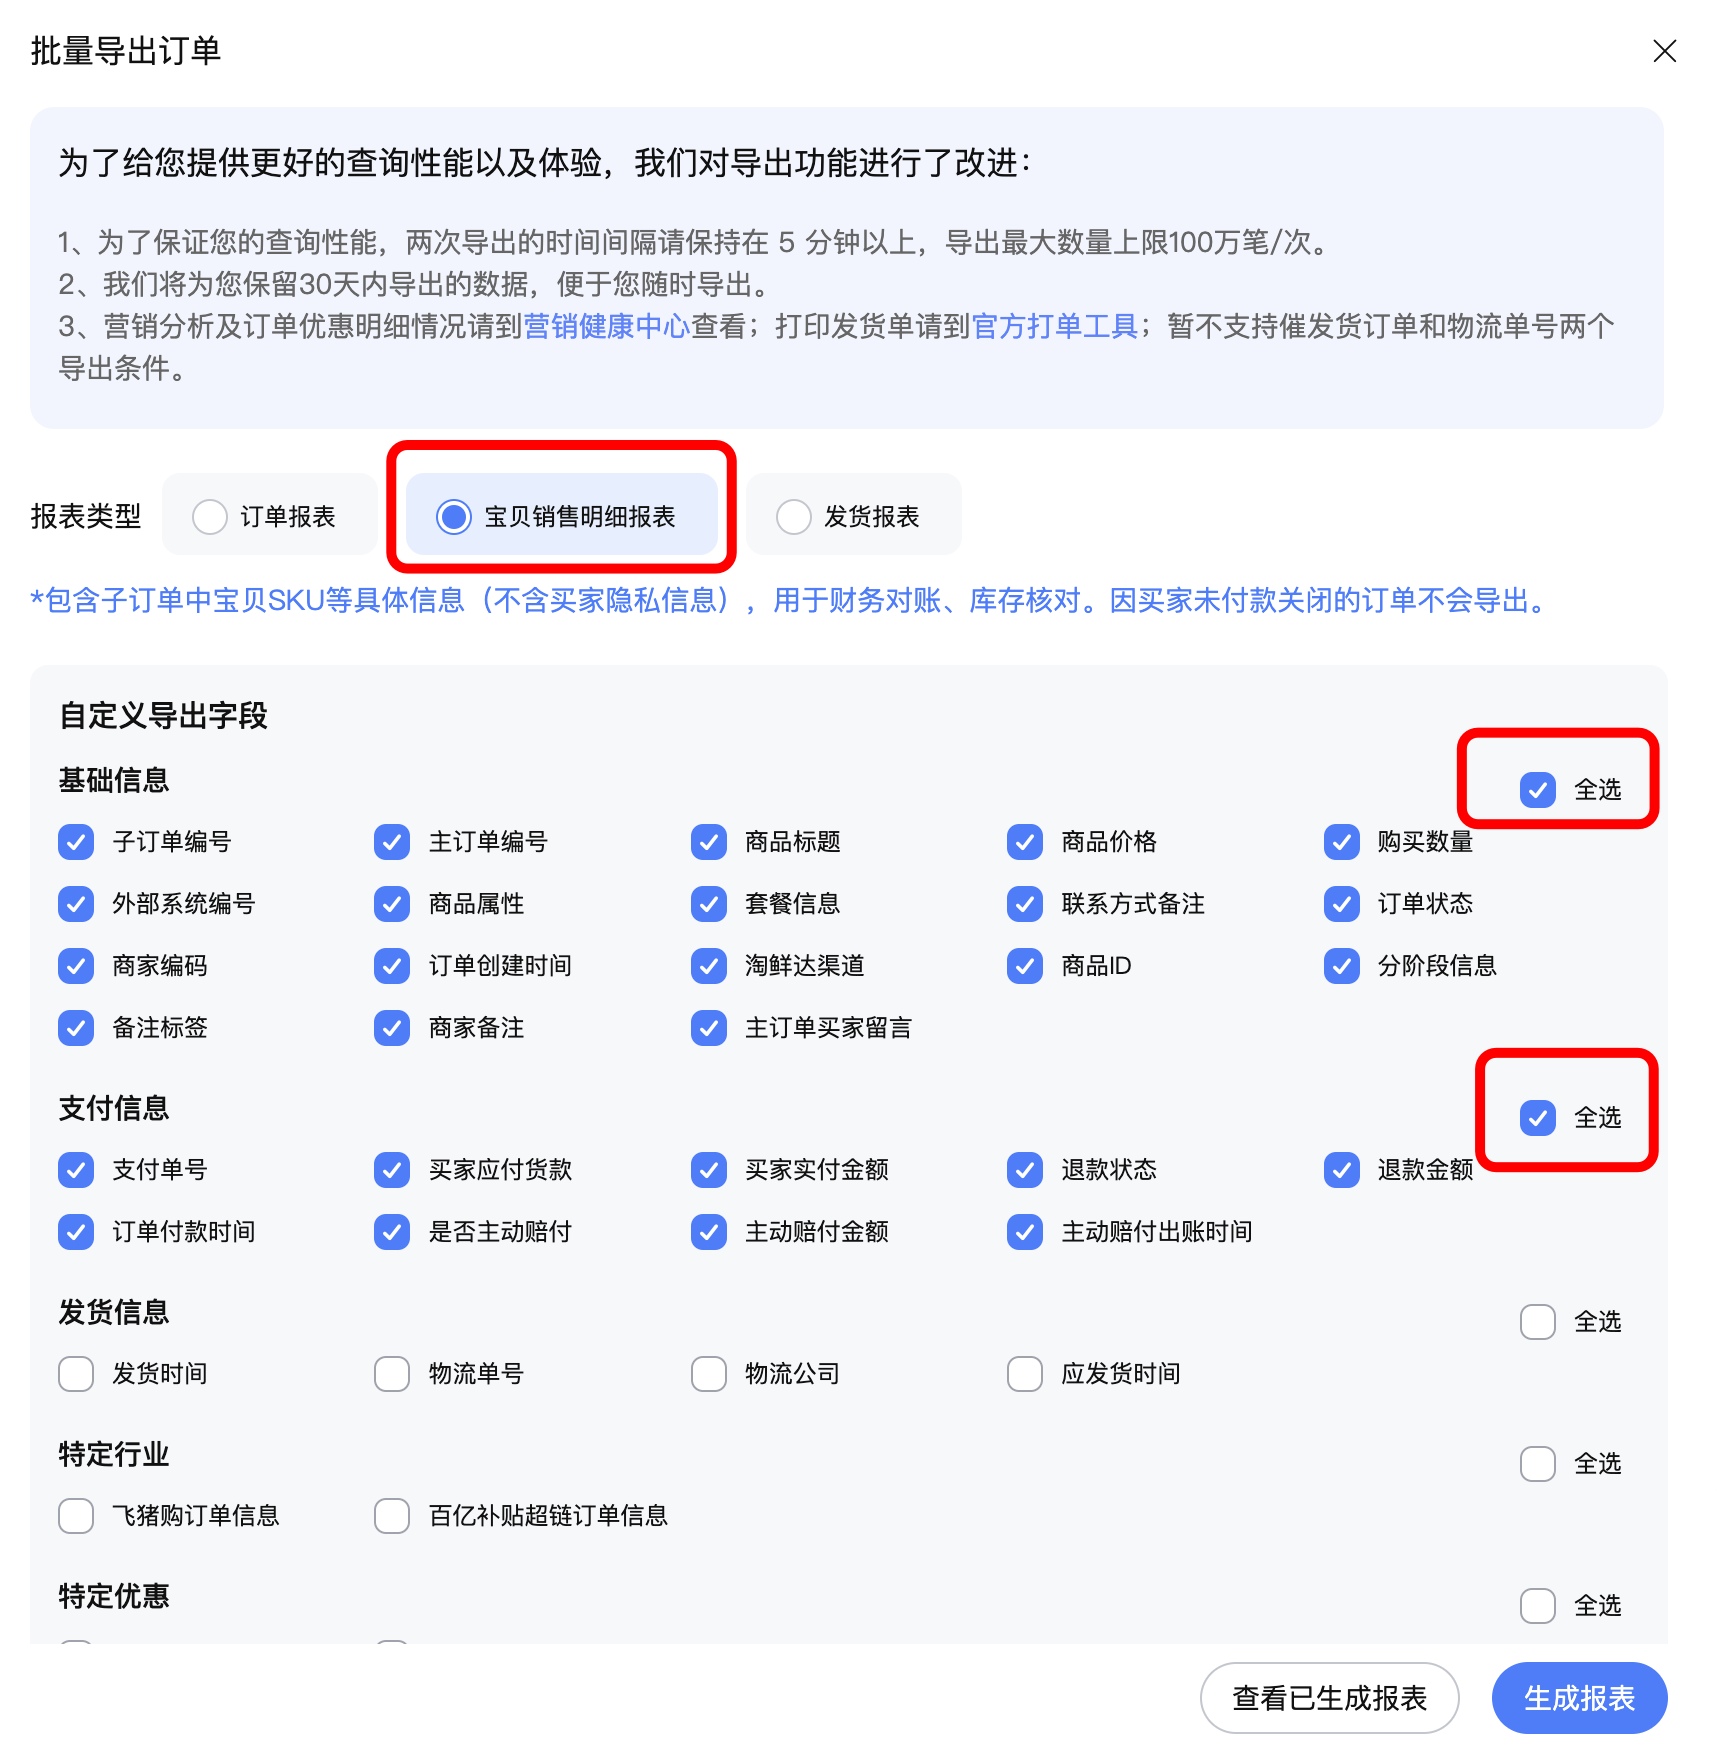 批量导出订单
为了给您提供更好的查询性能以及体验，我们对导出功能进行了改进：
1、为了保证您的查询性能，两次导出的时间间隔请保持在 5 分钟以上，导出最大数量上限100万笔/次。
2、我们将为您保留30天内导出的数据，便于您随时导出。
3、营销分析及订单优惠明细情况请到营销健康中心查看；打印发货单请到官方打单工具；暂不支持催发货订单和物流单号两个
导出条件。
报表类型 订单报表 宝贝销售明细报表 发货报表
*包含子订单中宝贝SKU等具体信息（不含买家隐私信息），用于财务对账、库存核对。因买家未付款关闭的订单不会导出。
自定义导出字段
基础信息 全选
子订单编号 主订单编号 商品标题 商品价格 购买数量
外部系统编号 商品属性 套餐信息 联系方式备注 订单状态
商家编码 订单创建时间 淘鲜达渠道 商品ID 分阶段信息
备注标签 商家备注 主订单买家留言
支付信息 全选
支付单号 买家应付货款 买家实付金额 退款状态 退款金额
订单付款时间 是否主动赔付 主动赔付金额 主动赔付出账时间
发货信息 全选
发货时间 物流单号 物流公司 应发货时间
特定行业 全选
飞猪购订单信息 百亿补贴超链订单信息
特定优惠 全选
查看已生成报表 生成报表